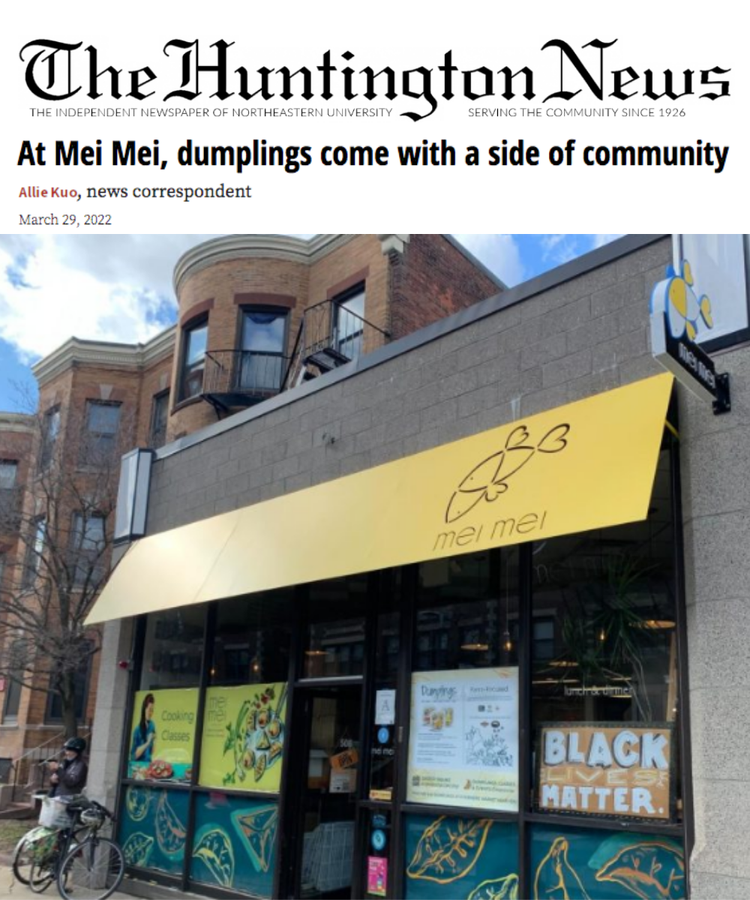 The Huntington News
THE INDEPENDENT NEWSPAPER OF NORTHEASTERN UNIVERSITY SERVING THE COMMUNITY SINCE 1926
At Mei Mei, dumplings come with a side of community
Allie Kuo, news correspondent
March 29, 2022
mei mei
mei mei
Cooking
Classes
mei
mei
Dumplings
A
508
lunch & dinner
BLACK
LIVES
MATTER.